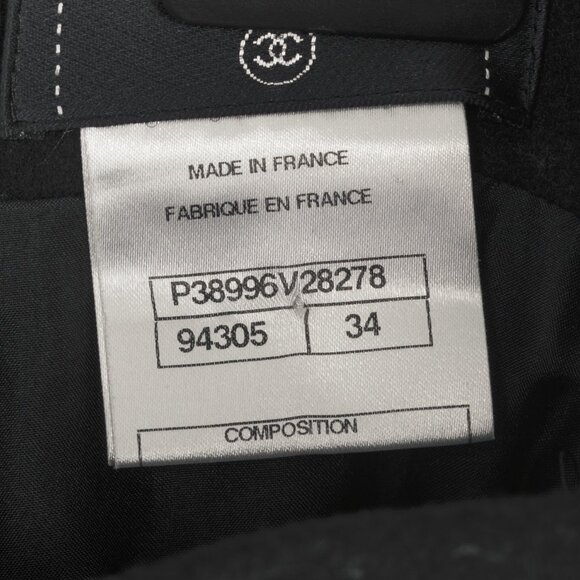 MADE IN FRANCE
FABRIQUE EN FRANCE
P38996V28278
94305 34
COMPOSITION